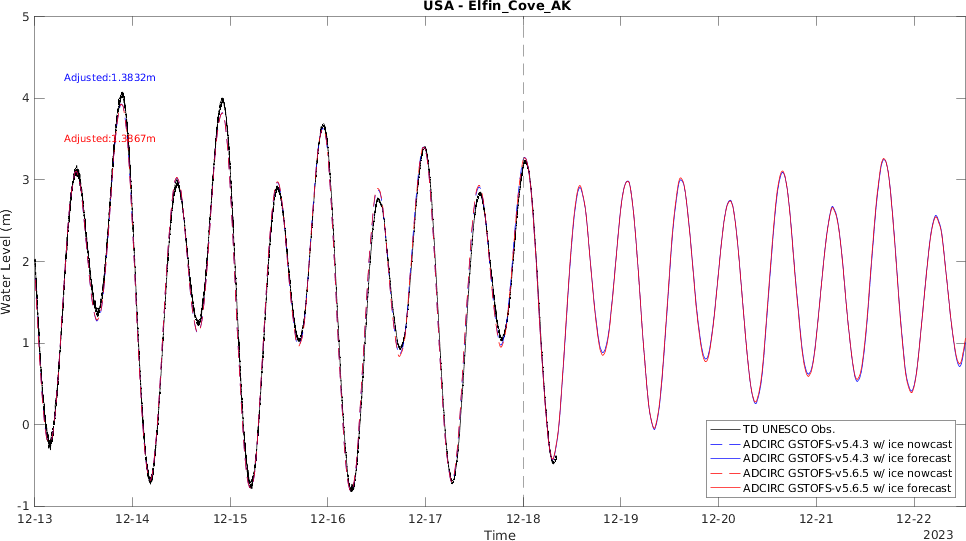 USA - Elfin_Cove_AK
5
Adjusted:1.3832m
4
Adjusted:1.3367m
3
2
1
0
-1
Water Level (m)
TD UNESCO Obs.
ADCIRC GSTOFS-v5.4.3 w/ ice nowcast
ADCIRC GSTOFS-v5.4.3 w/ ice forecast
ADCIRC GSTOFS-v5.6.5 w/ ice nowcast
ADCIRC GSTOFS-v5.6.5 w/ ice forecast
12-13 12-14 12-15 12-16 12-17 12-18 12-19 12-20 12-21 12-22
Time
2023